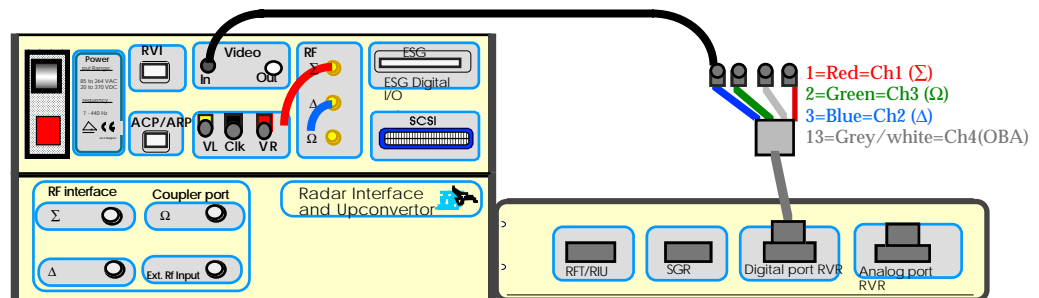 Power
85 to 264 VAC
20 to 370 VDC
7 - 440 Hz
RVI
ACP/ARP
Video
In
Out
VL
Clk
VR
RF
Σ
Δ
Ω
ESG
ESG Digital
I/O
SCSI
1=Red=Ch1 (Σ)
2=Green=Ch3 (Ω)
3=Blue=Ch2 (Δ)
13=Grey/white=Ch4(OBA)
RF interface
Σ
Δ
Coupler port
Ω
Ext. Rf Input
Radar Interface
and Upconvertor
RFT/RIU
SGR
Digital port RVR
Analog port
RVR